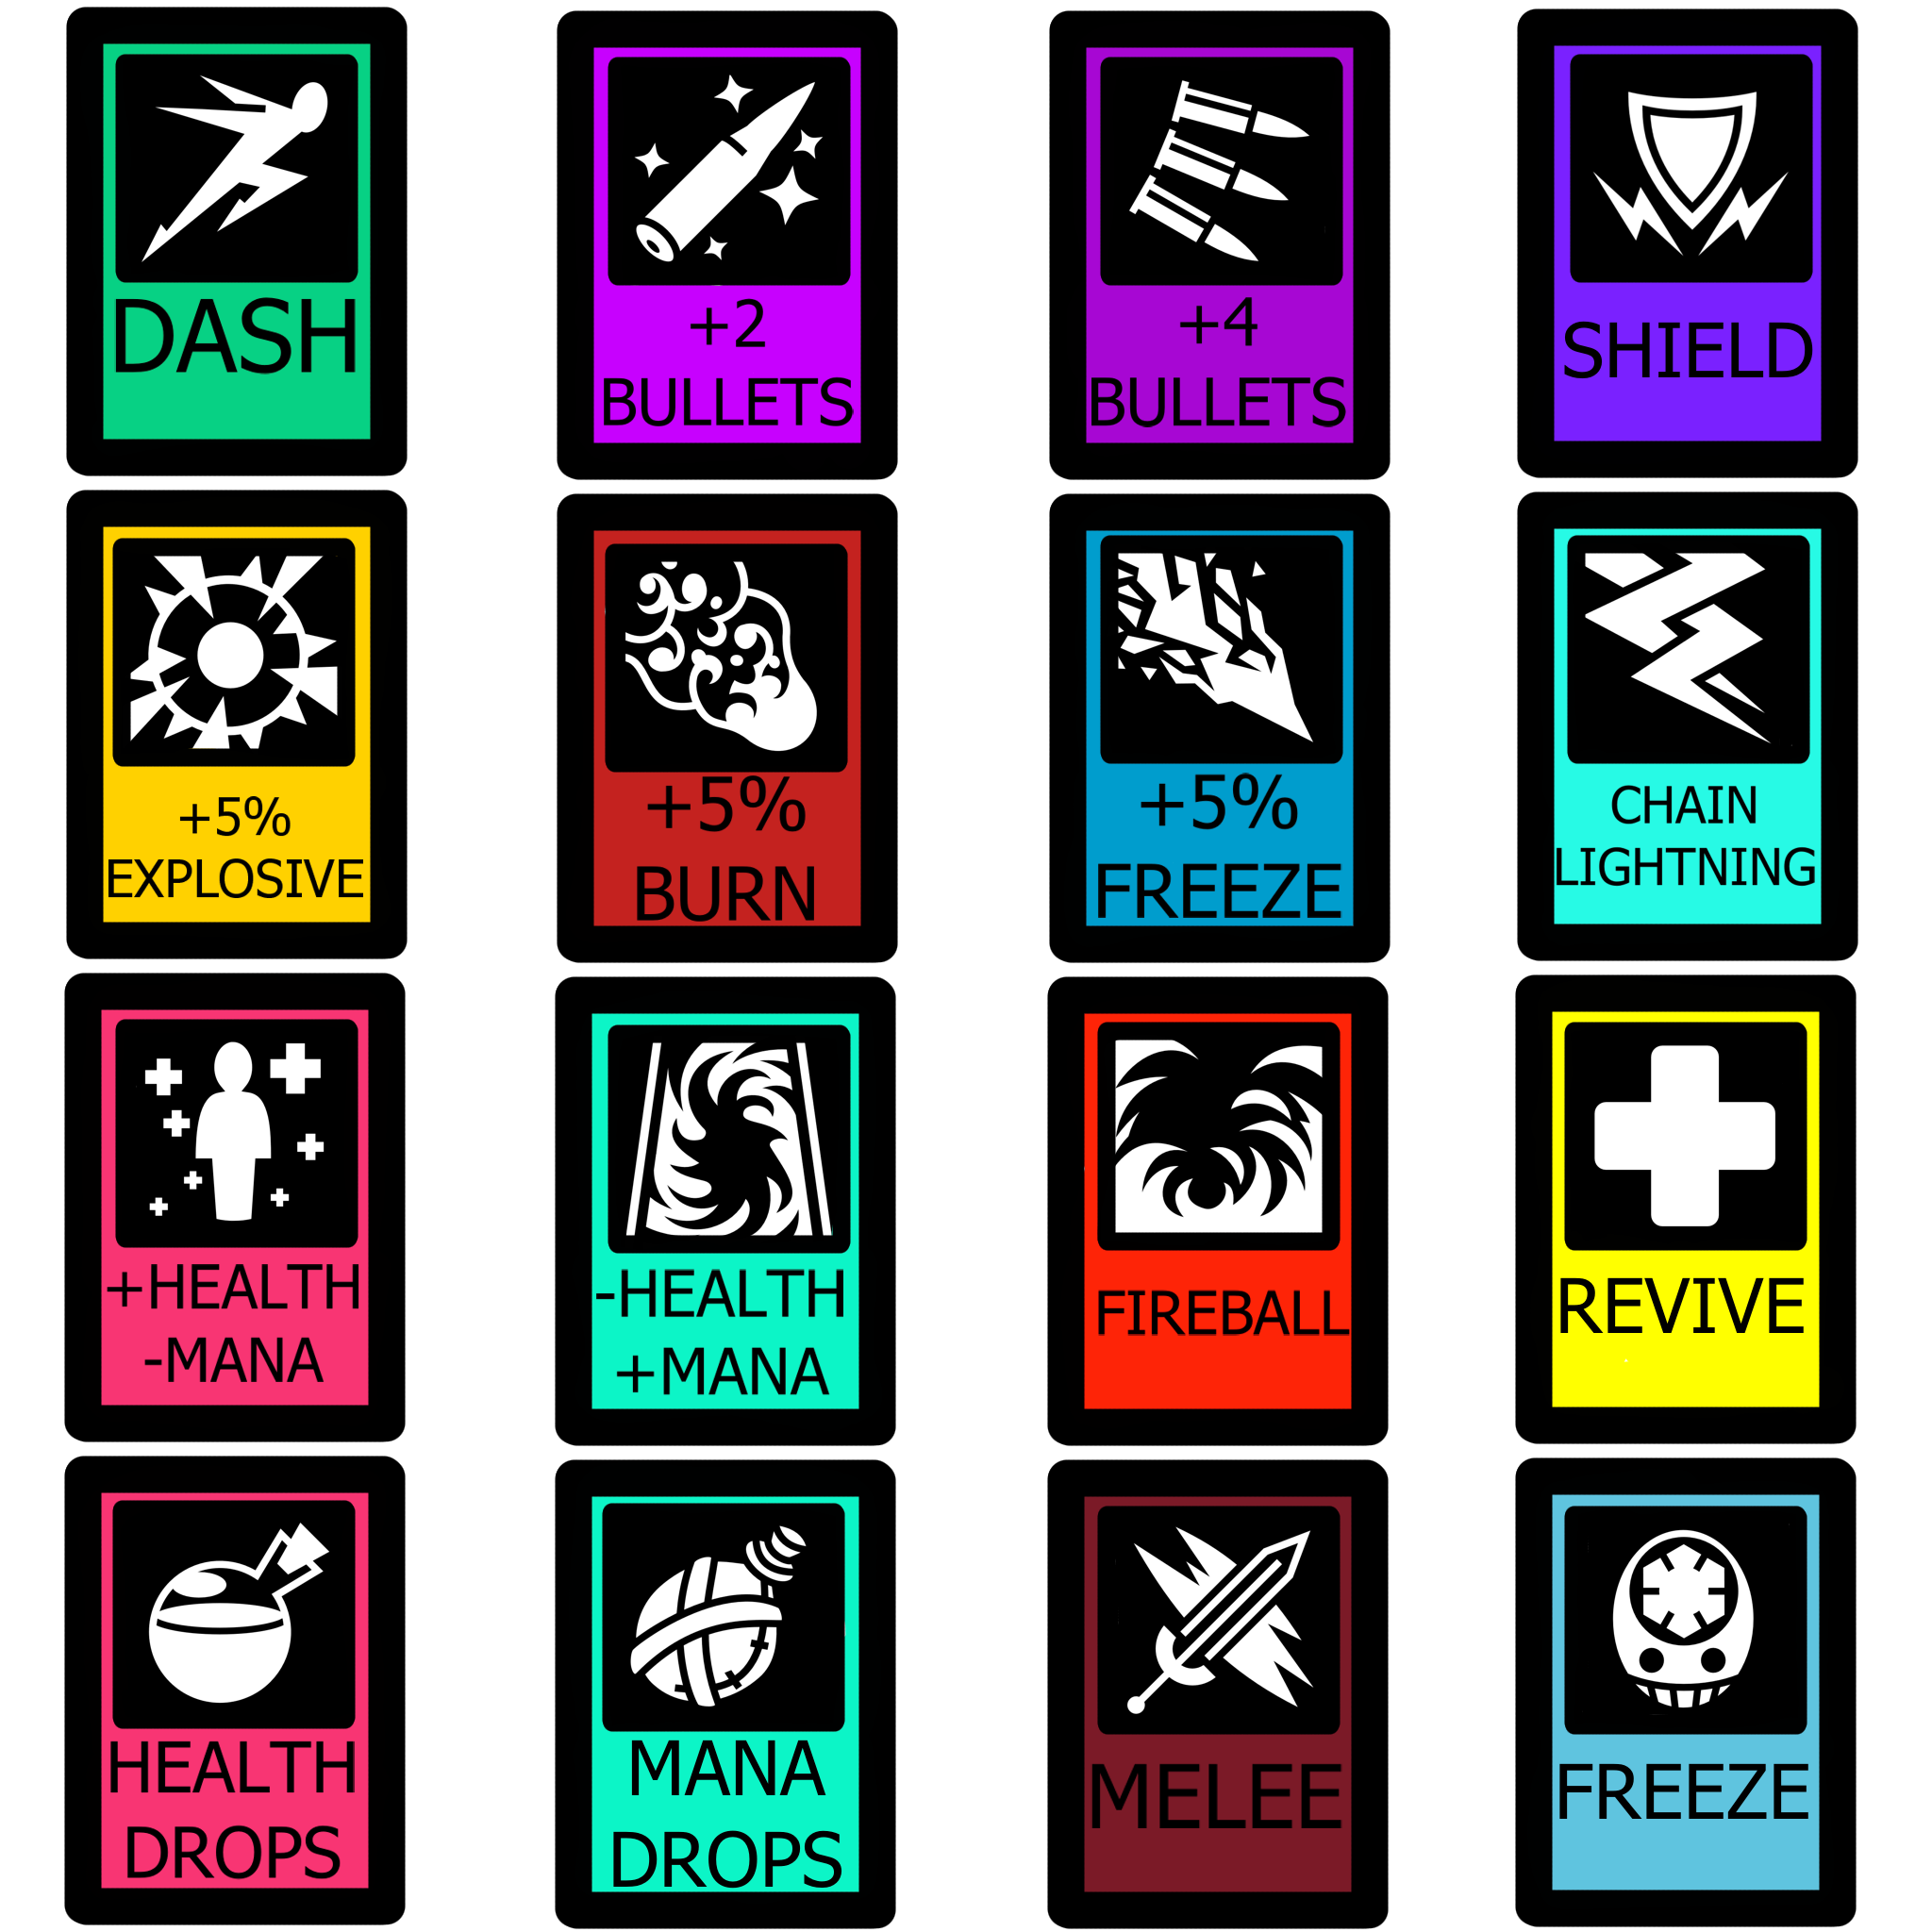 DASH
+2
BULLETS
+4
BULLETS
SHIELD
+5%
EXPLOSIVE
+5%
BURN
+5%
FREEZE
CHAIN
LIGHTNING
+HEALTH
-MANA
-HEALTH
+MANA
FIREBALL
REVIVE
HEALTH
DROPS
MANA
DROPS
MELEE
FREEZE